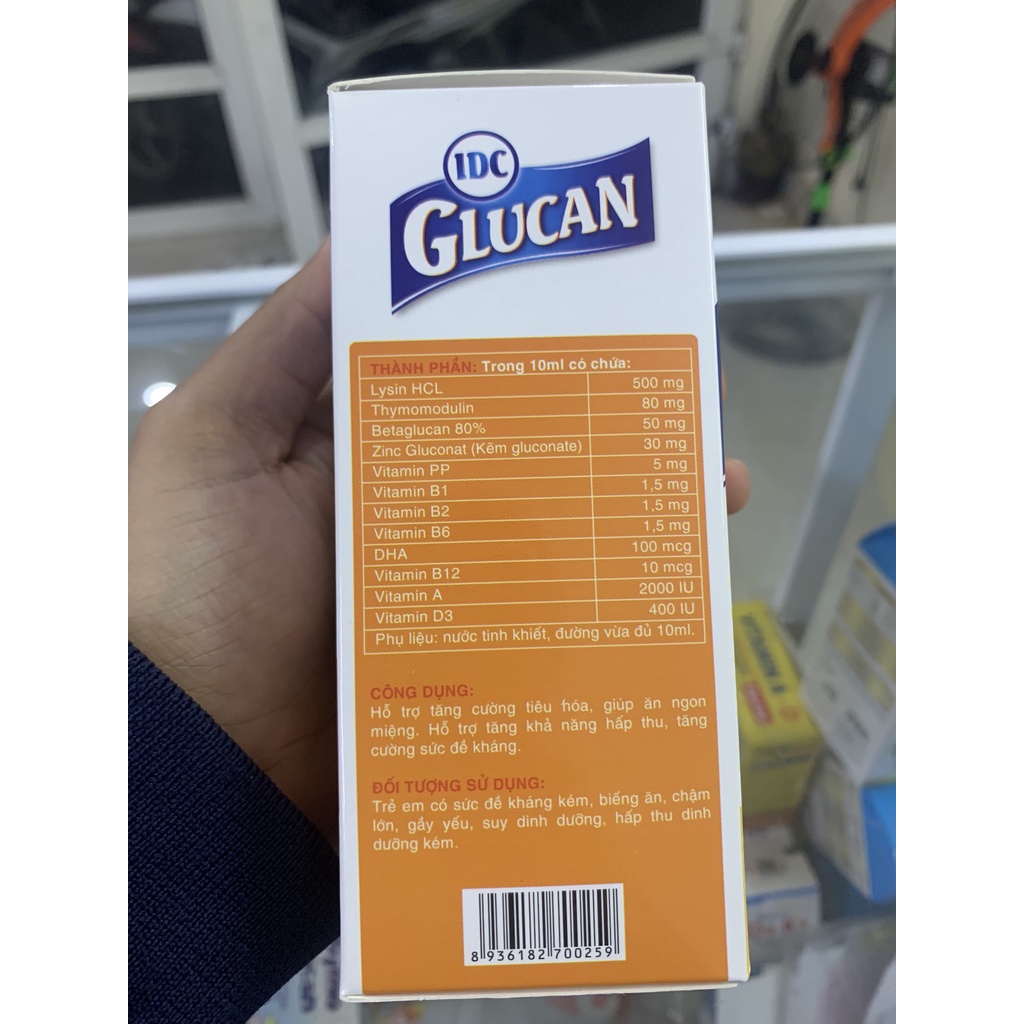 IDC
GLUCAN
THÀNH PHẦN: Trong 10ml có chứa:
Lysin HCL 500 mg
Thymomodulin 80 mg
Betaglucan 80% 50 mg
Zinc Gluconat (Kẽm gluconate) 30 mg
Vitamin PP 5 mg
Vitamin B1 1,5 mg
Vitamin B2 1,5 mg
Vitamin B6 1,5 mg
DHA 100 mcg
Vitamin B12 10 mcg
Vitamin A 2000 IU
Vitamin D3 400 IU
Phụ liệu: nước tinh khiết, đường vừa đủ 10ml.
CÔNG DỤNG:
Hỗ trợ tăng cường tiêu hóa, giúp ăn ngon
miệng. Hỗ trợ tăng khả năng hấp thu, tăng
cường sức đề kháng.
ĐỐI TƯỢNG SỬ DỤNG:
Trẻ em có sức đề kháng kém, biếng ăn, chậm
lớn, gầy yếu, suy dinh dưỡng, hấp thu dinh
dưỡng kém.
8 936182 700259